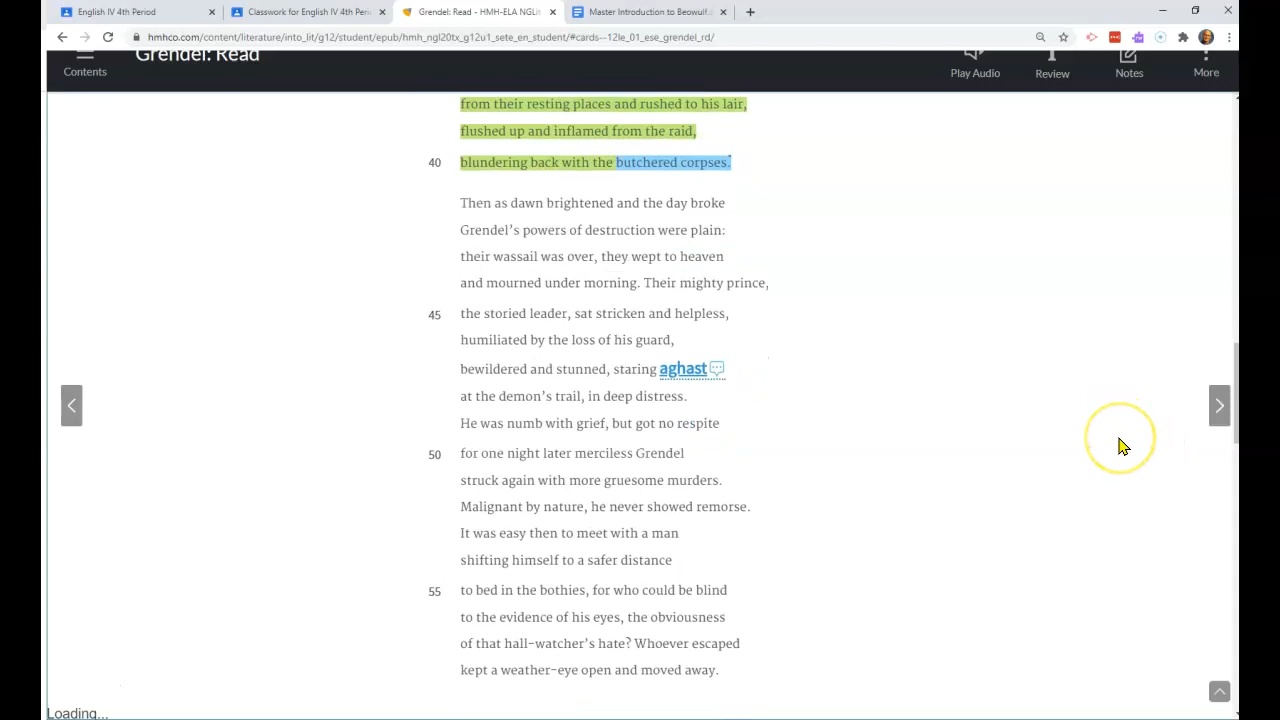 English IV 4th Period
Classwork for English IV 4th Peri
Grendel: Read - HMH-ELA NGLin
Master Introduction to Beowulf.
hmhco.com/content/literature/into_lit/g12/student/epub/hmh_ngl20tx_g12u1_sete_en_student/#cards--12le_01_ese_grendel_rd/
Contents
Grendel: Read
Play Audio
Review
Notes
More
from their resting places and rushed to his lair,
flushed up and inflamed from the raid,
40 blundering back with the butchered corpses.
Then as dawn brightened and the day broke
Grendel’s powers of destruction were plain:
their wassail was over, they wept to heaven
and mourned under morning. Their mighty prince,
45 the storied leader, sat stricken and helpless,
humiliated by the loss of his guard,
bewildered and stunned, staring aghast
at the demon’s trail, in deep distress.
He was numb with grief, but got no respite
50 for one night later merciless Grendel
struck again with more gruesome murders.
Malignant by nature, he never showed remorse.
It was easy then to meet with a man
shifting himself to a safer distance
55 to bed in the bothies, for who could be blind
to the evidence of his eyes, the obviousness
of that hall-watcher’s hate? Whoever escaped
kept a weather-eye open and moved away.
Loading...